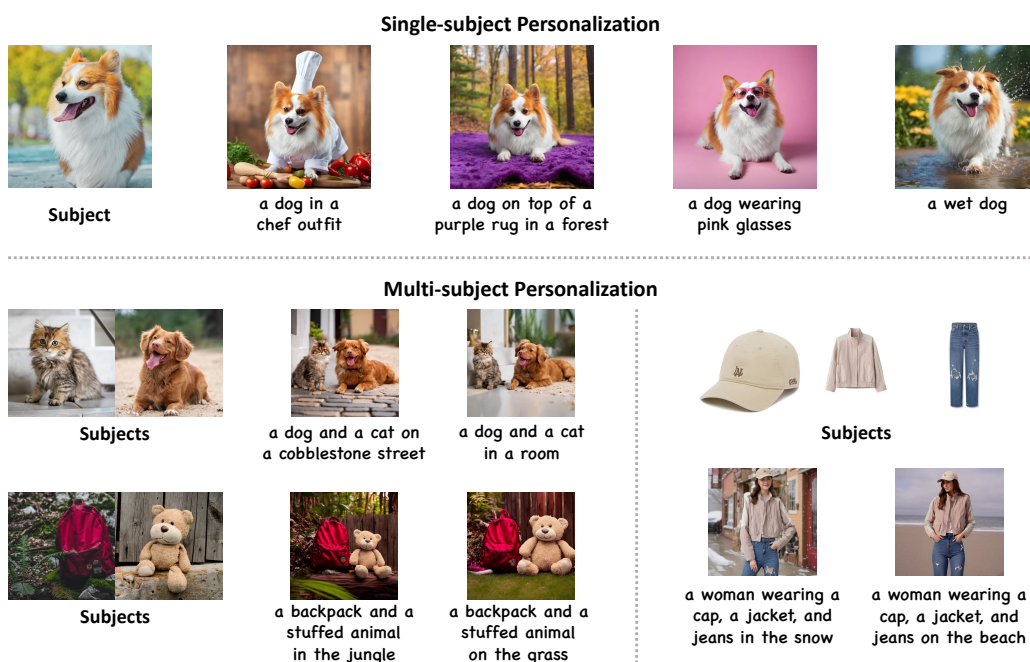 Single-subject Personalization
Subject
a dog in a
chef outfit
a dog on top of a
purple rug in a forest
a dog wearing
pink glasses
a wet dog
Multi-subject Personalization
Subjects
a dog and a cat on
a cobblestone street
a dog and a cat
in a room
Subjects
a backpack and a
stuffed animal
in the jungle
a backpack and a
stuffed animal
on the grass
Subjects
a woman wearing a
cap, a jacket, and
jeans in the snow
a woman wearing a
cap, a jacket, and
jeans on the beach